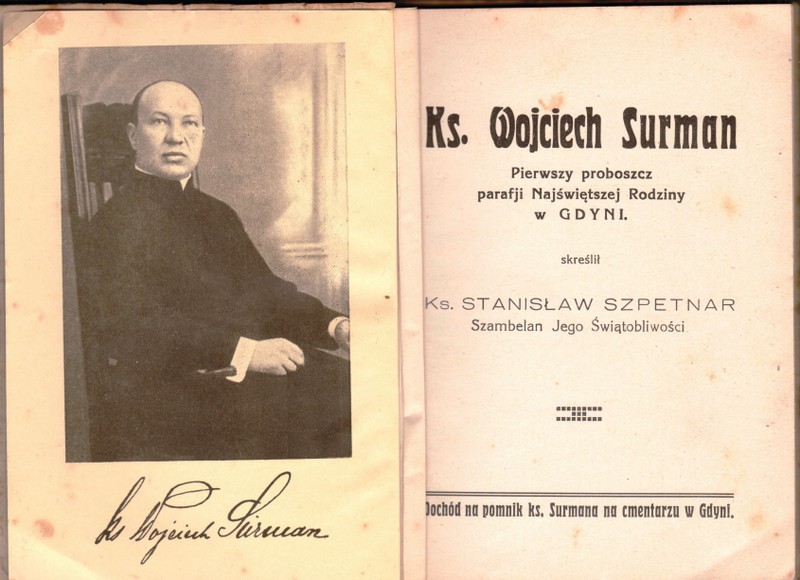 ks Wojciech Surman
Ks. Wojciech Surman
Pierwszy proboszcz
parafji Najświętszej Rodziny
w GDYNI.
skreślił
Ks. STANISŁAW SZPETNAR
Szambelan Jego Świątobliwości
Dochód na pomnik ks. Surmana na cmentarzu w Gdyni.